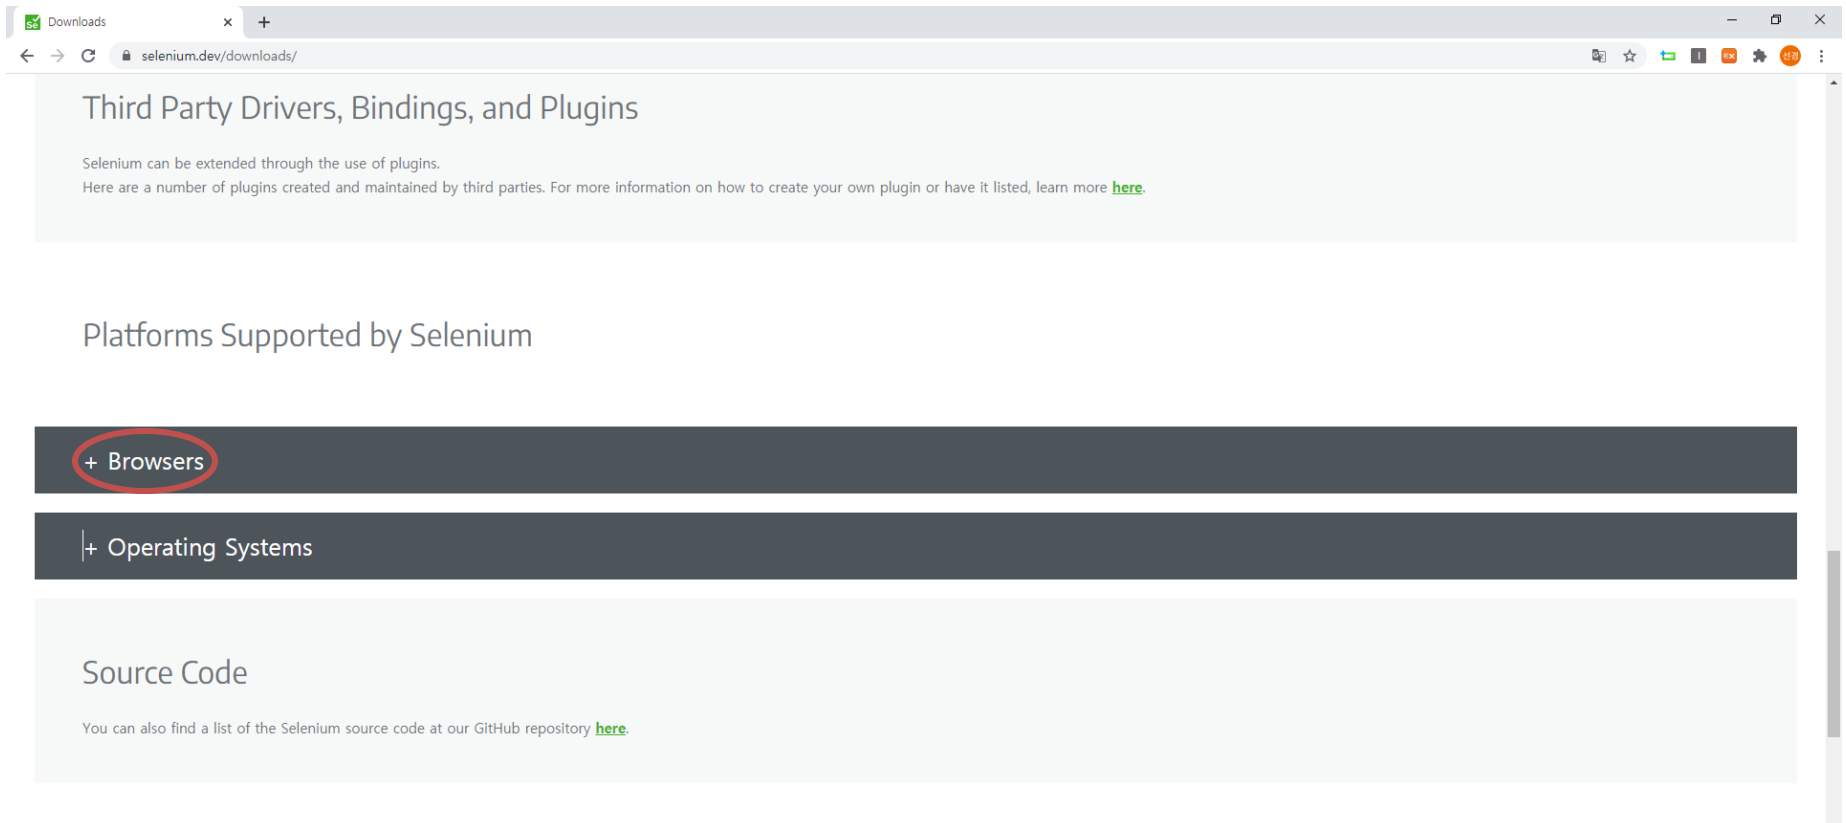 Downloads
selenium.dev/downloads/
선경
Third Party Drivers, Bindings, and Plugins
Selenium can be extended through the use of plugins.
Here are a number of plugins created and maintained by third parties. For more information on how to create your own plugin or have it listed, learn more here.
Platforms Supported by Selenium
+ Browsers
+ Operating Systems
Source Code
You can also find a list of the Selenium source code at our GitHub repository here.